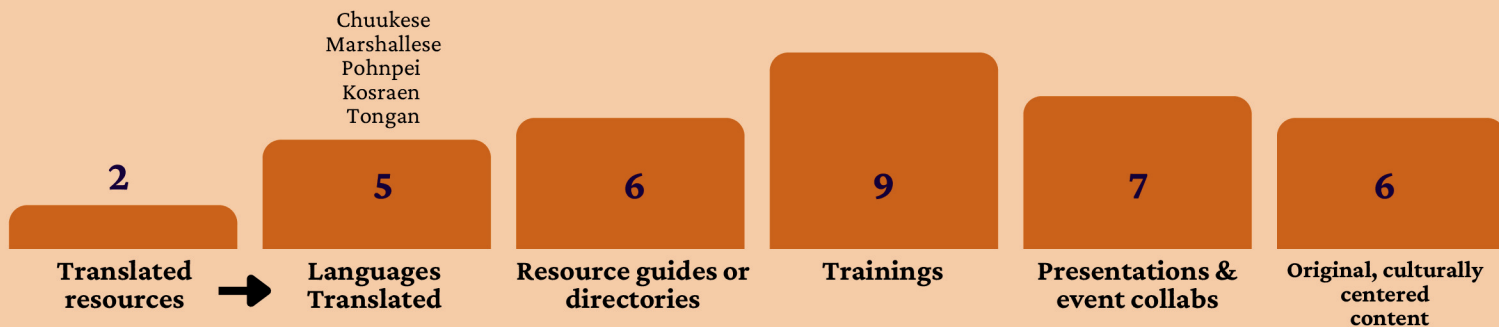 Chuukese
Marshallese
Pohnpei
Kosraen
Tongan
2
5
6
9
7
6
Translated
resources
Languages
Translated
Resource guides or
directories
Trainings
Presentations &
event collabs
Original, culturally
centered
content